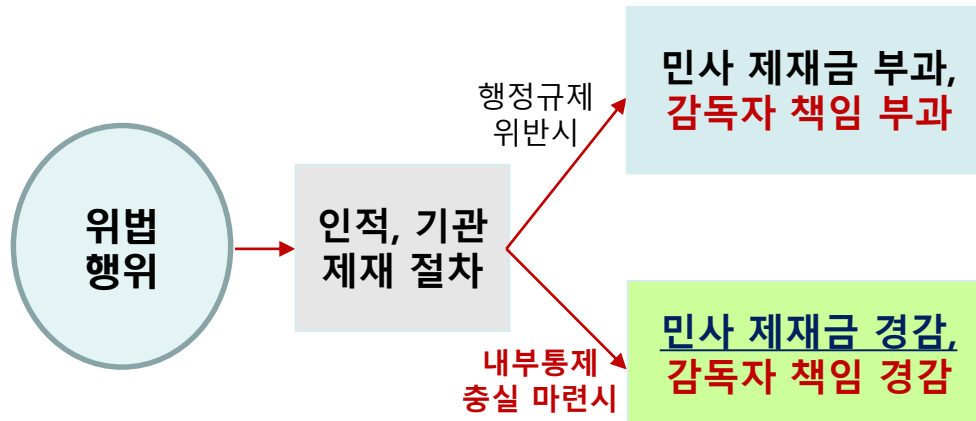 위법
행위
인적, 기관
제재 절차
행정규제
위반시
민사 제재금 부과,
감독자 책임 부과
내부통제
충실 마련시
민사 제재금 경감,
감독자 책임 경감